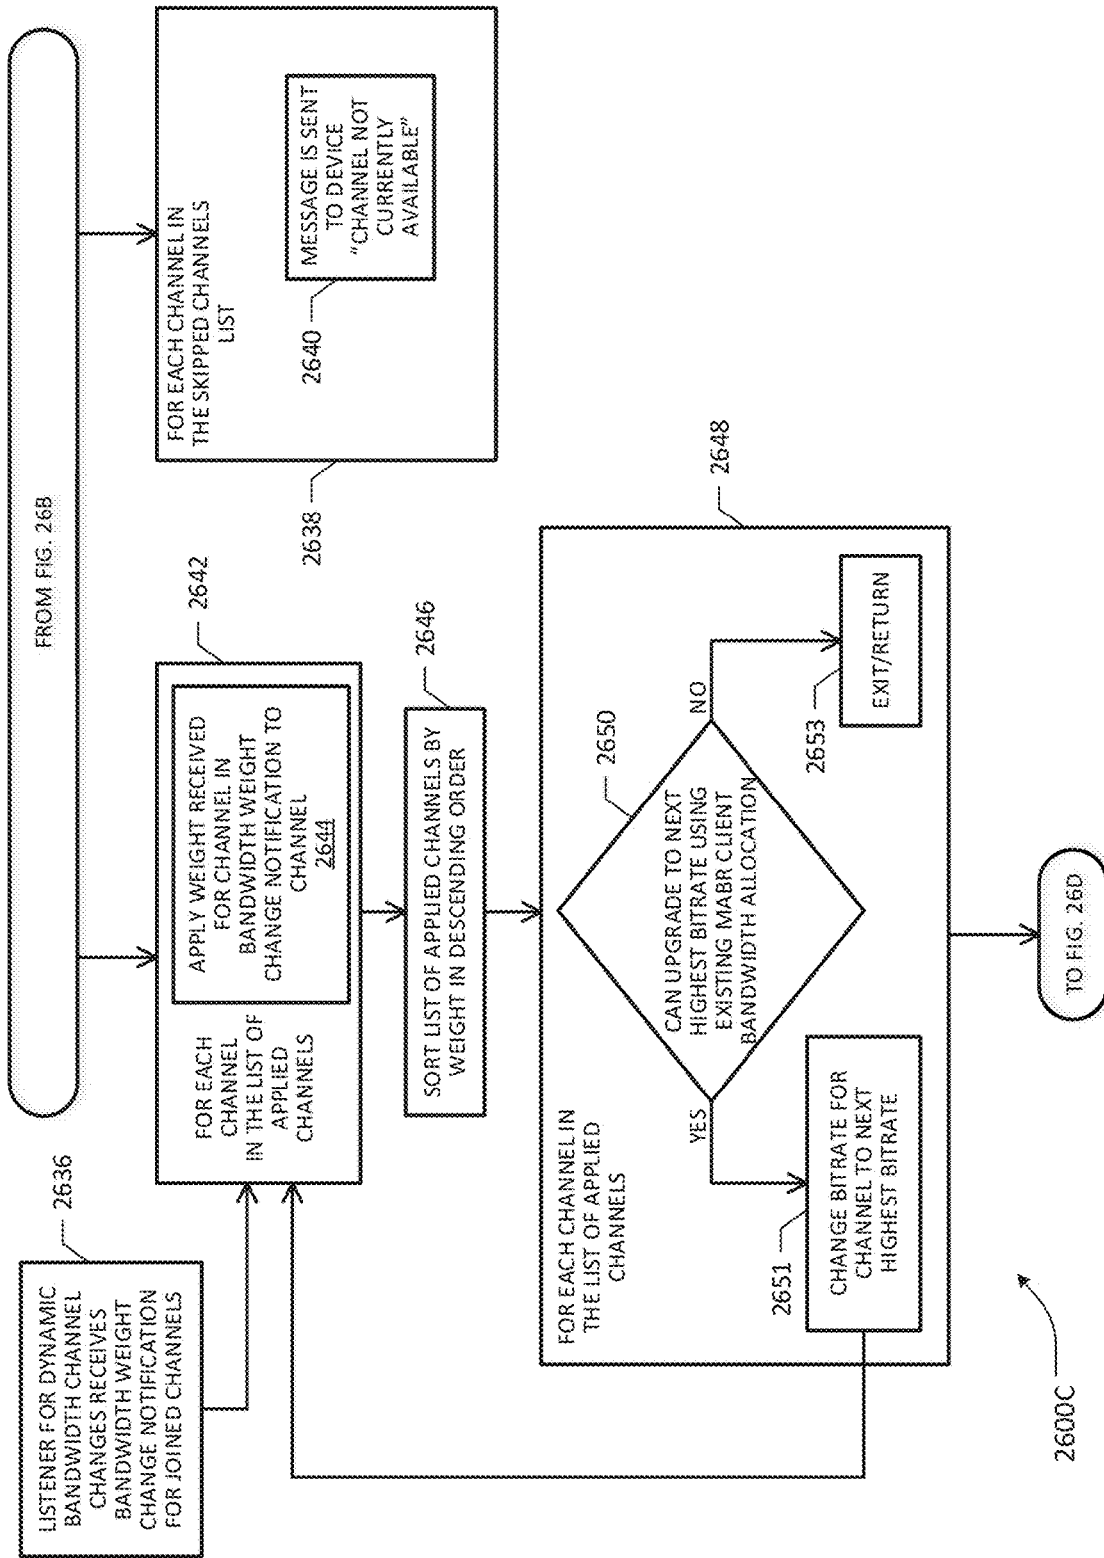 FROM FIG. 26B
LISTENER FOR DYNAMIC
BANDWIDTH CHANNEL
CHANGES RECEIVES
BANDWIDTH WEIGHT
CHANGE NOTIFICATION
FOR JOINED CHANNELS
2636
FOR EACH
CHANNEL
IN THE LIST OF
APPLIED
CHANNELS
APPLY WEIGHT RECEIVED
FOR CHANNEL IN
BANDWIDTH WEIGHT
CHANGE NOTIFICATION TO
CHANNEL
2644
2642
FOR EACH CHANNEL IN
THE SKIPPED CHANNELS
LIST
MESSAGE IS SENT
TO DEVICE
"CHANNEL NOT
CURRENTLY
AVAILABLE"
2640
2638
SORT LIST OF APPLIED CHANNELS BY
WEIGHT IN DESCENDING ORDER
2646
FOR EACH CHANNEL IN
THE LIST OF APPLIED
CHANNELS
2648
CAN UPGRADE TO NEXT
HIGHEST BITRATE USING
EXISTING MABR CLIENT
BANDWIDTH ALLOCATION
2650
YES
NO
2651
CHANGE BITRATE FOR
CHANNEL TO NEXT
HIGHEST BITRATE
2653
EXIT/RETURN
2600C
TO FIG. 26D